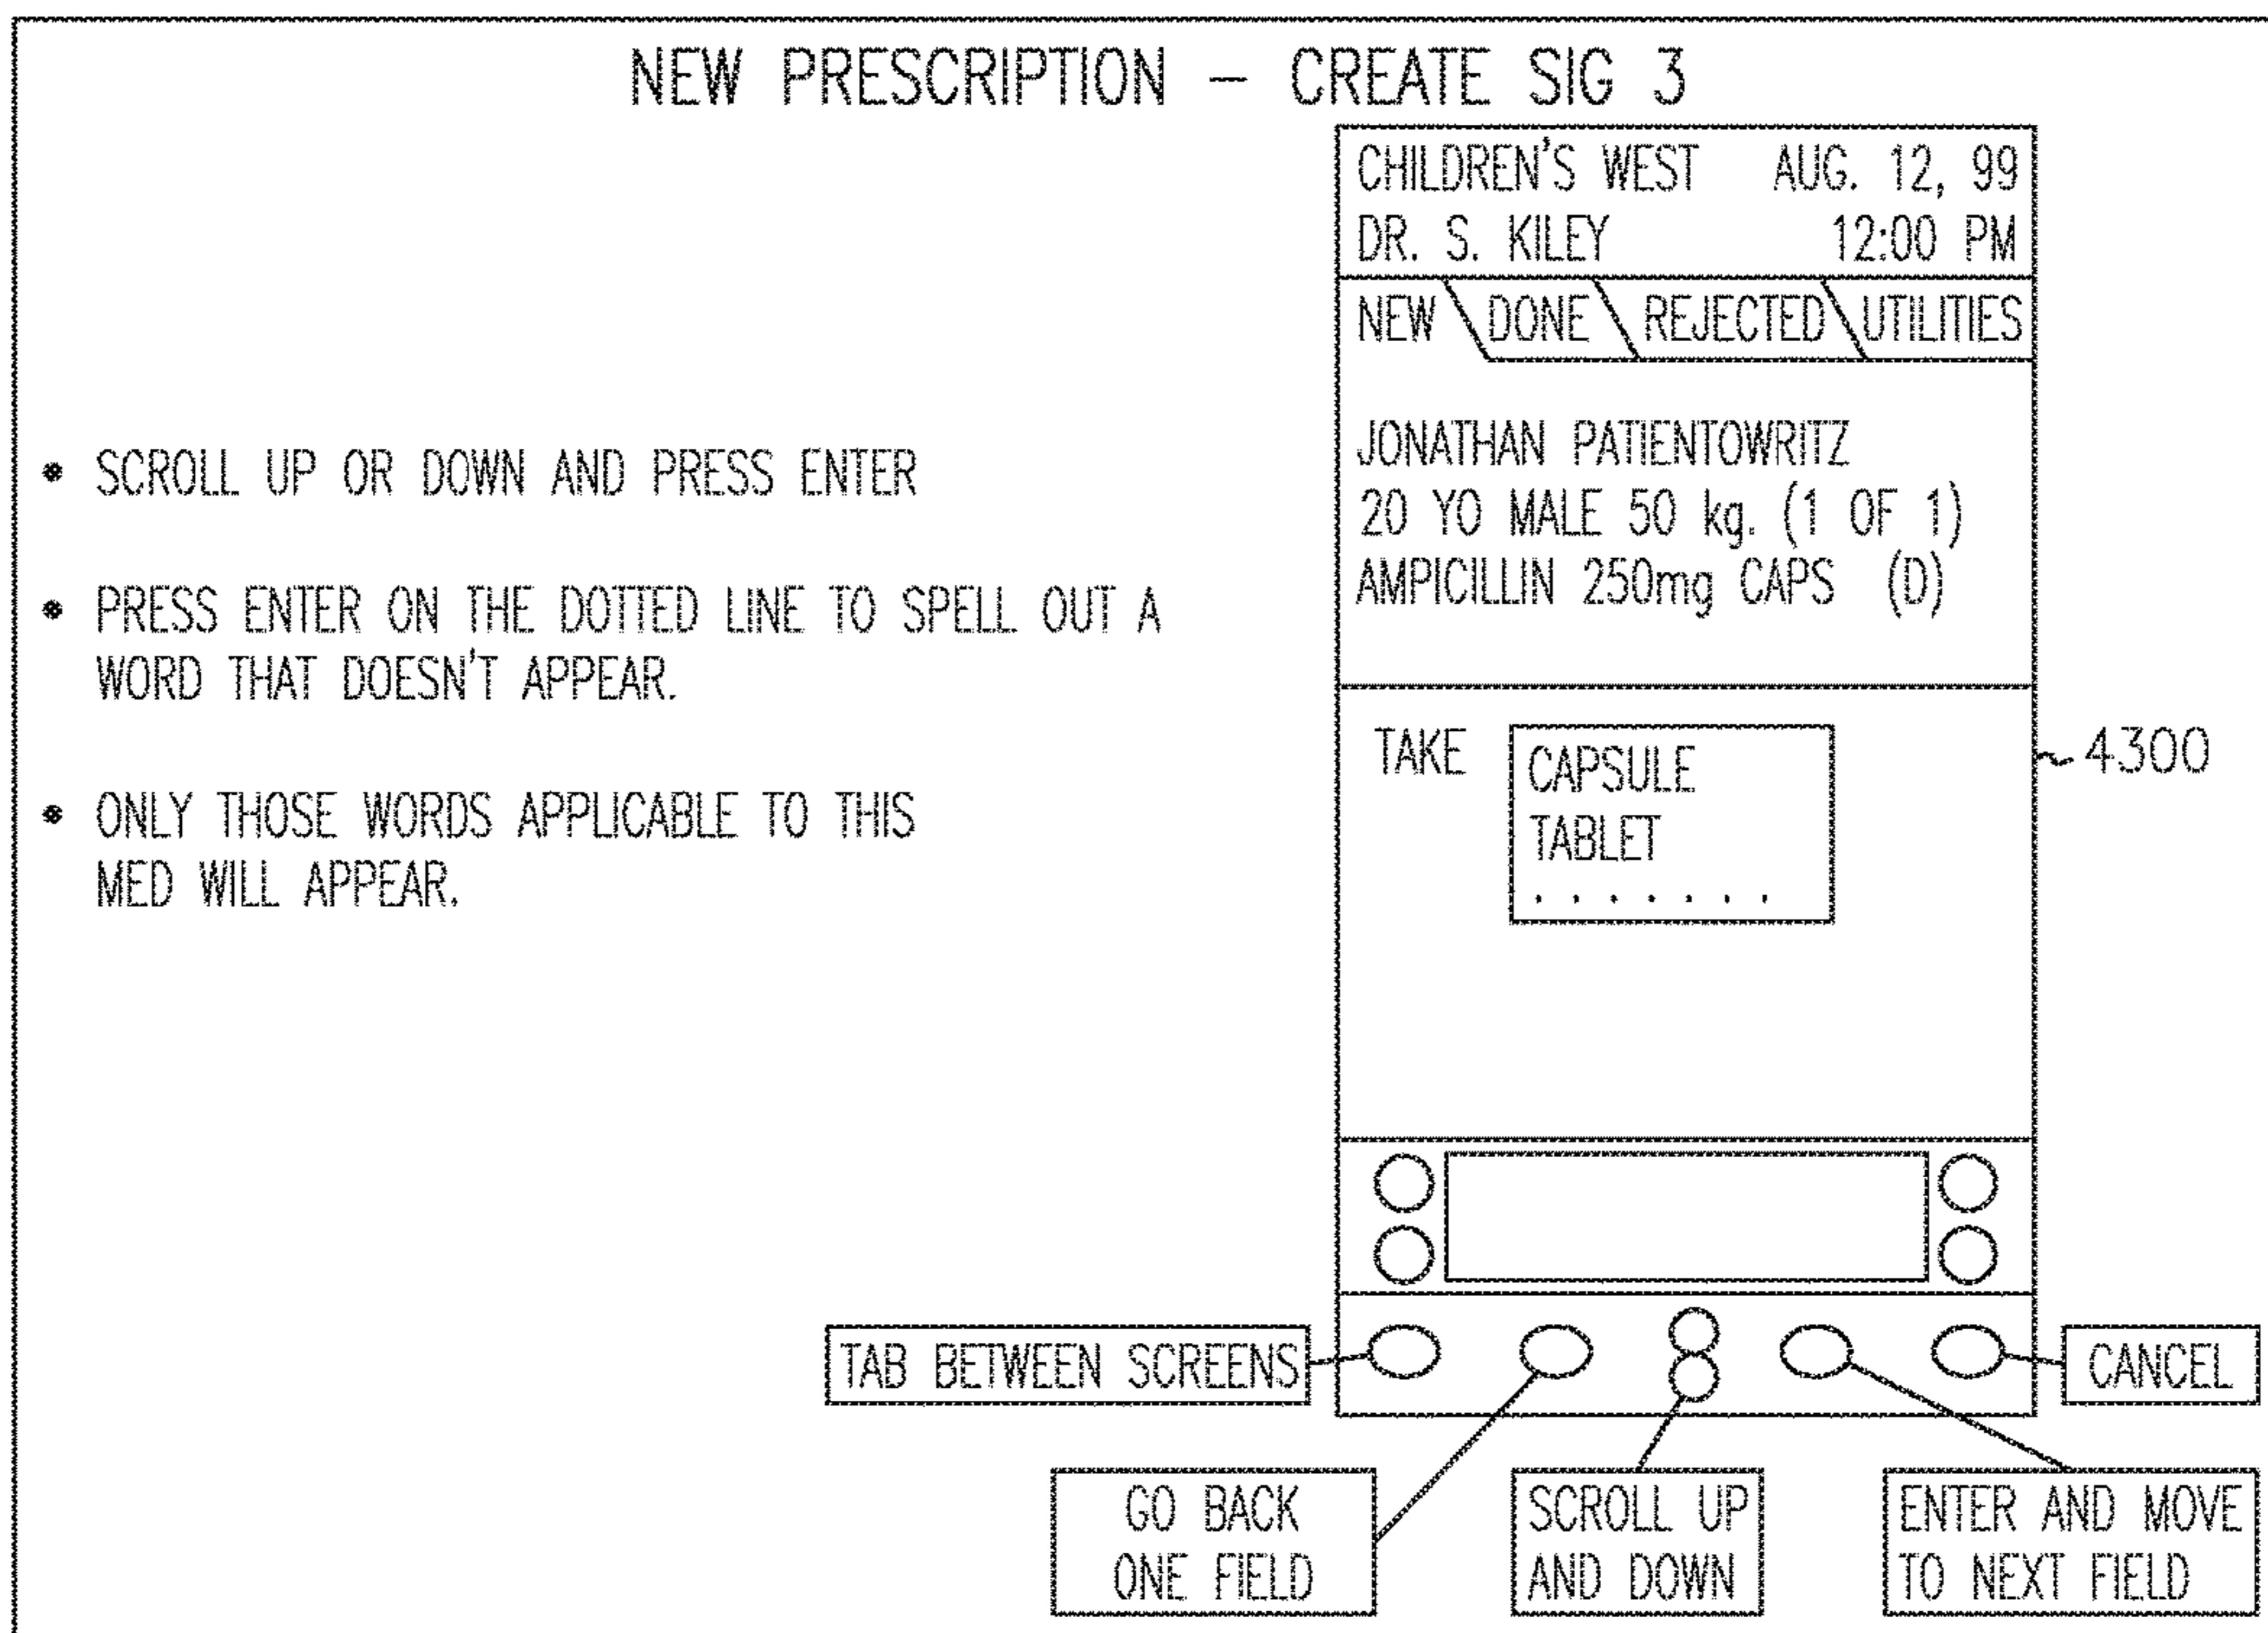 NEW PRESCRIPTION – CREATE SIG 3
• SCROLL UP OR DOWN AND PRESS ENTER
• PRESS ENTER ON THE DOTTED LINE TO SPELL OUT A
WORD THAT DOESN'T APPEAR.
• ONLY THOSE WORDS APPLICABLE TO THIS
MED WILL APPEAR.
CHILDREN'S WEST AUG. 12, 99
DR. S. KILEY 12:00 PM
NEW DONE REJECTED UTILITIES
JONATHAN PATIENTOWRITZ
20 YO MALE 50 kg. (1 OF 1)
AMPICILLIN 250mg CAPS (D)
TAKE CAPSULE
TABLET
. . . . . . .
4300
TAB BETWEEN SCREENS
CANCEL
GO BACK
ONE FIELD
SCROLL UP
AND DOWN
ENTER AND MOVE
TO NEXT FIELD